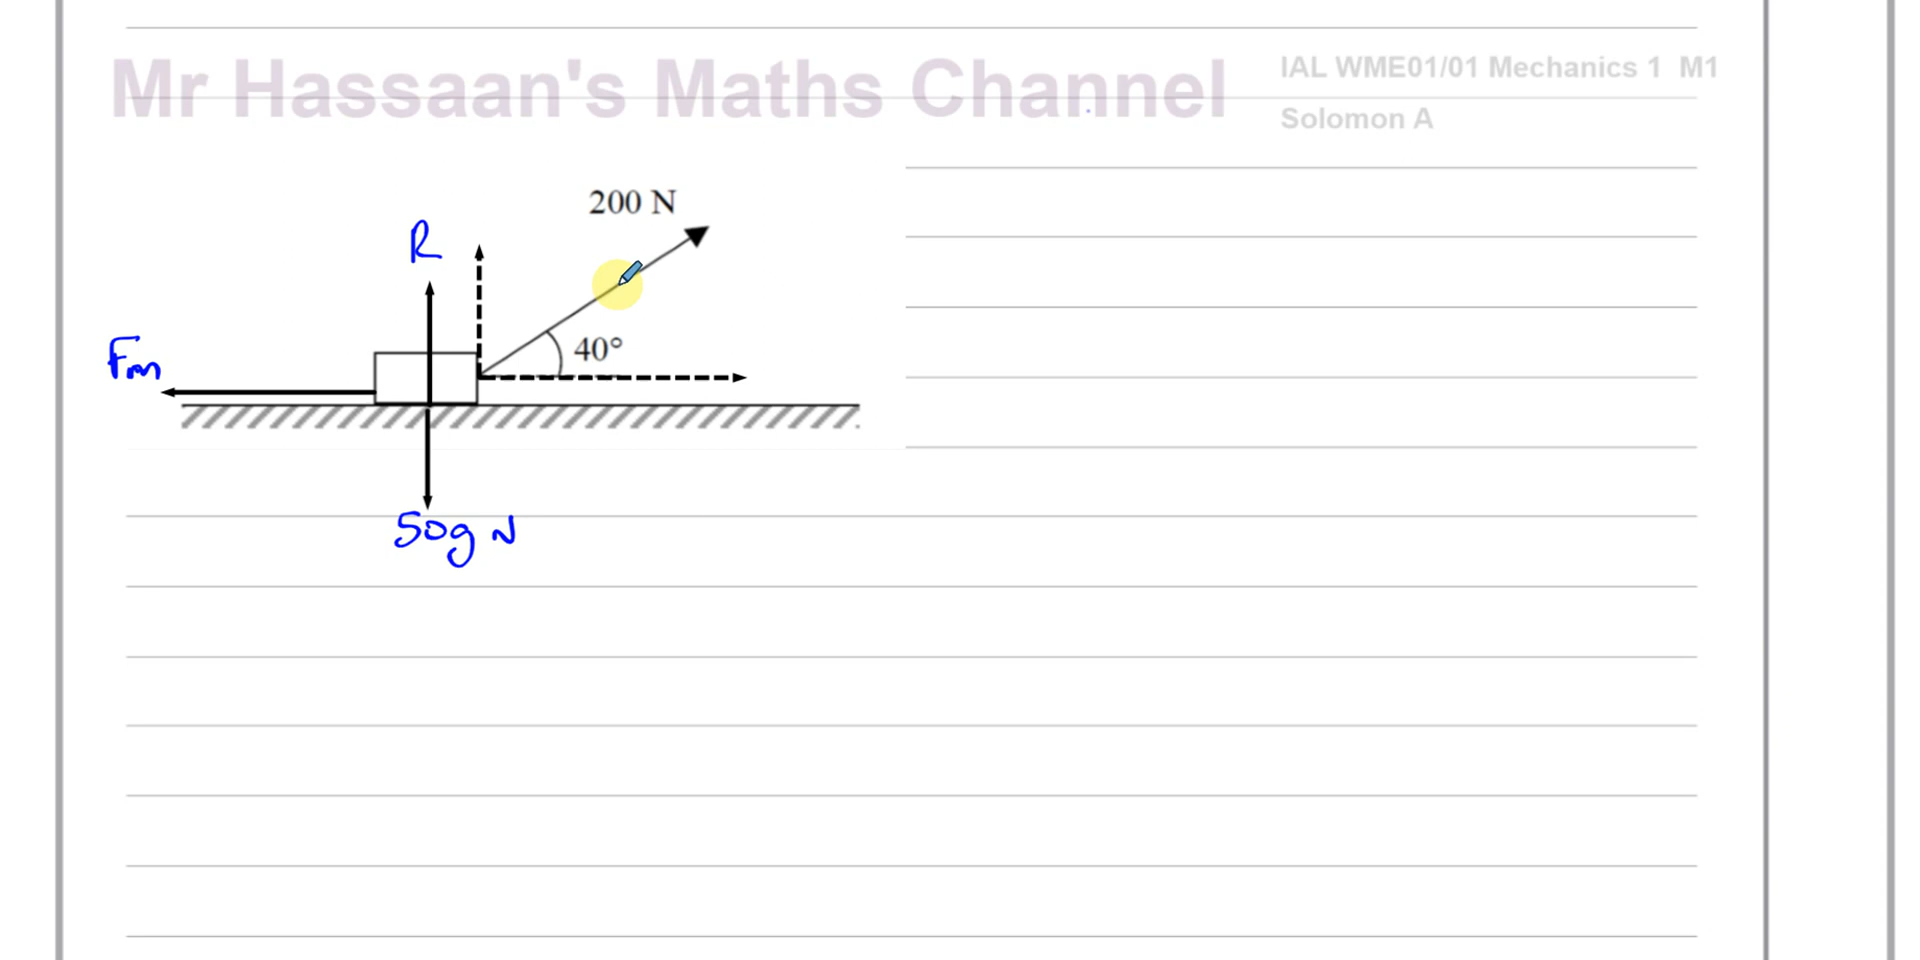 Mr Hassaan's Maths Channel
IAL WME01/01 Mechanics 1 M1
Solomon A
200 N
R
40°
Fm
50g N